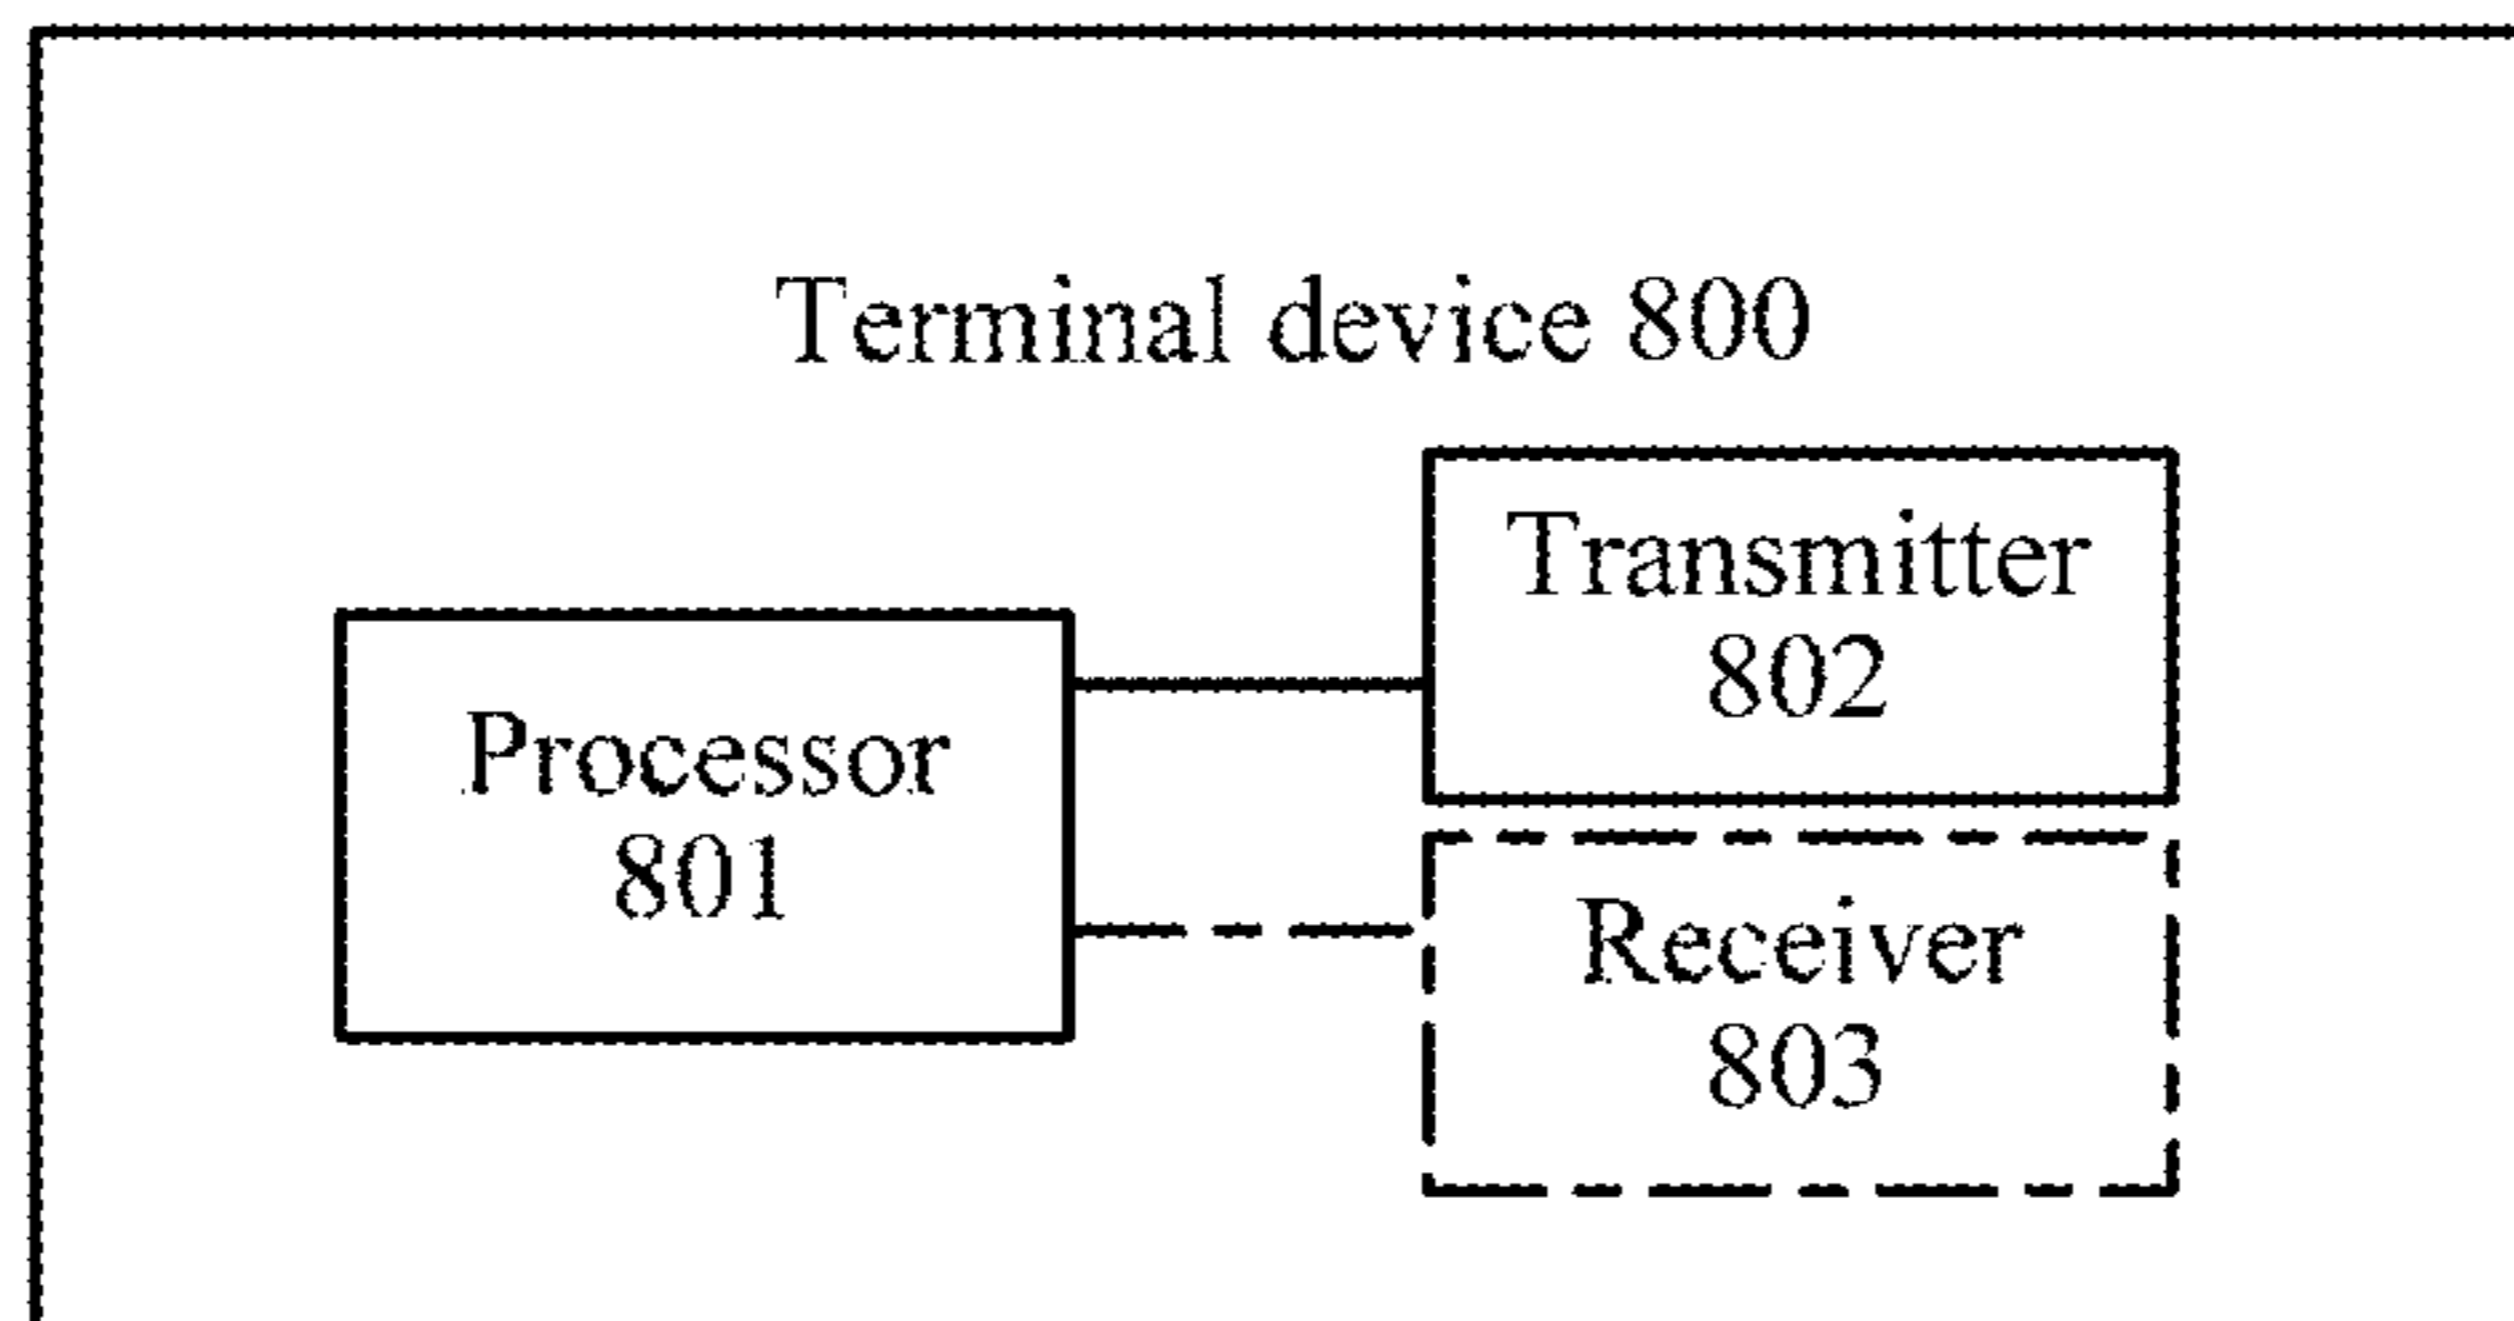 Terminal device 800
Transmitter
802
Processor
801
Receiver
803